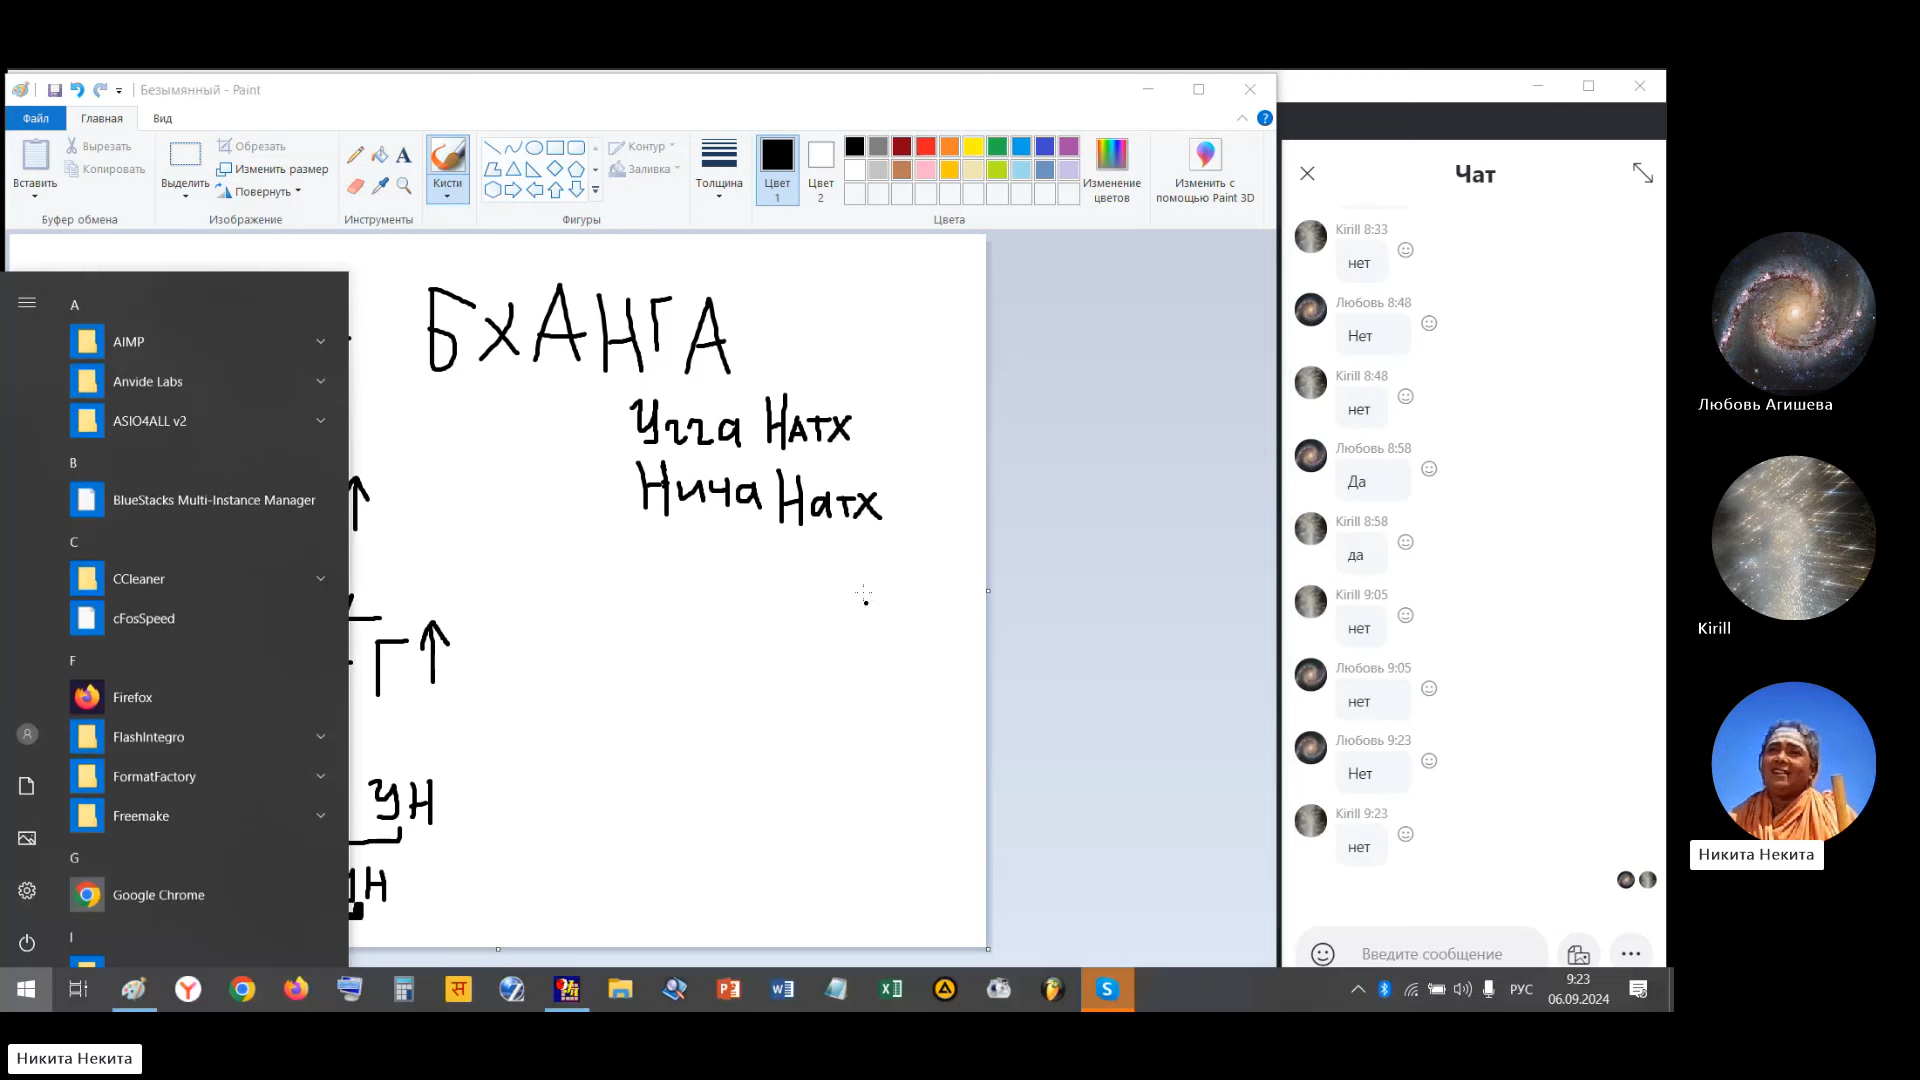 Безымянный - Paint
Файл
Главная
Вид
Вставить
Вырезать
Копировать
Буфер обмена
Выделить
Обрезать
Изменить размер
Повернуть
Изображение
Инструменты
Кисти
Контур
Заливка
Фигуры
Толщина
Цвет 1
Цвет 2
Изменение цветов
Цвета
Изменить с помощью Paint 3D
БХАНГА
Угга Натх
Нича Натх
Г
УН
Н
A
AIMP
Anvide Labs
ASIO4ALL v2
B
BlueStacks Multi-Instance Manager
C
CCleaner
cFosSpeed
F
Firefox
FlashIntegro
FormatFactory
Freemake
G
Google Chrome
I
Чат
Kirill 8:33
нет
Любовь 8:48
Нет
Kirill 8:48
нет
Любовь 8:58
Да
Kirill 8:58
да
Kirill 9:05
нет
Любовь 9:05
нет
Любовь 9:23
Нет
Kirill 9:23
нет
Введите сообщение
Любовь Агишева
Kirill
Никита Некита
РУС
9:23
06.09.2024
Никита Некита